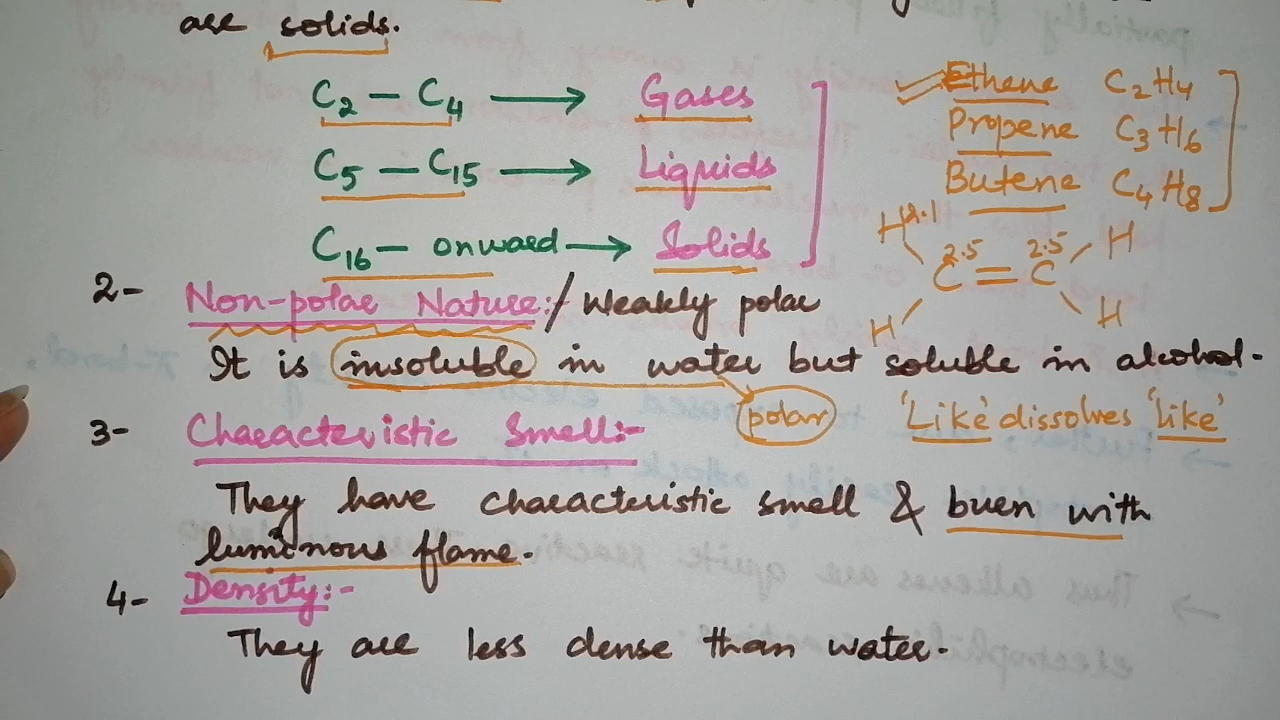 are solids.
C2 – C4 → Gases
C5 – C15 → Liquids
C16 – onward → Solids
Ethene C2H4
Propene C3H6
Butene C4H8
H 2.1 2.5 2.5 H
C = C
H H
2- Non-polar Nature:/ Weakly polar
It is insoluble in water but soluble in alcohol.
polar 'Like' dissolves 'like'
3- Characteristic Smell:-
They have characteristic smell & burn with
luminous flame.
4- Density:-
They are less dense than water.